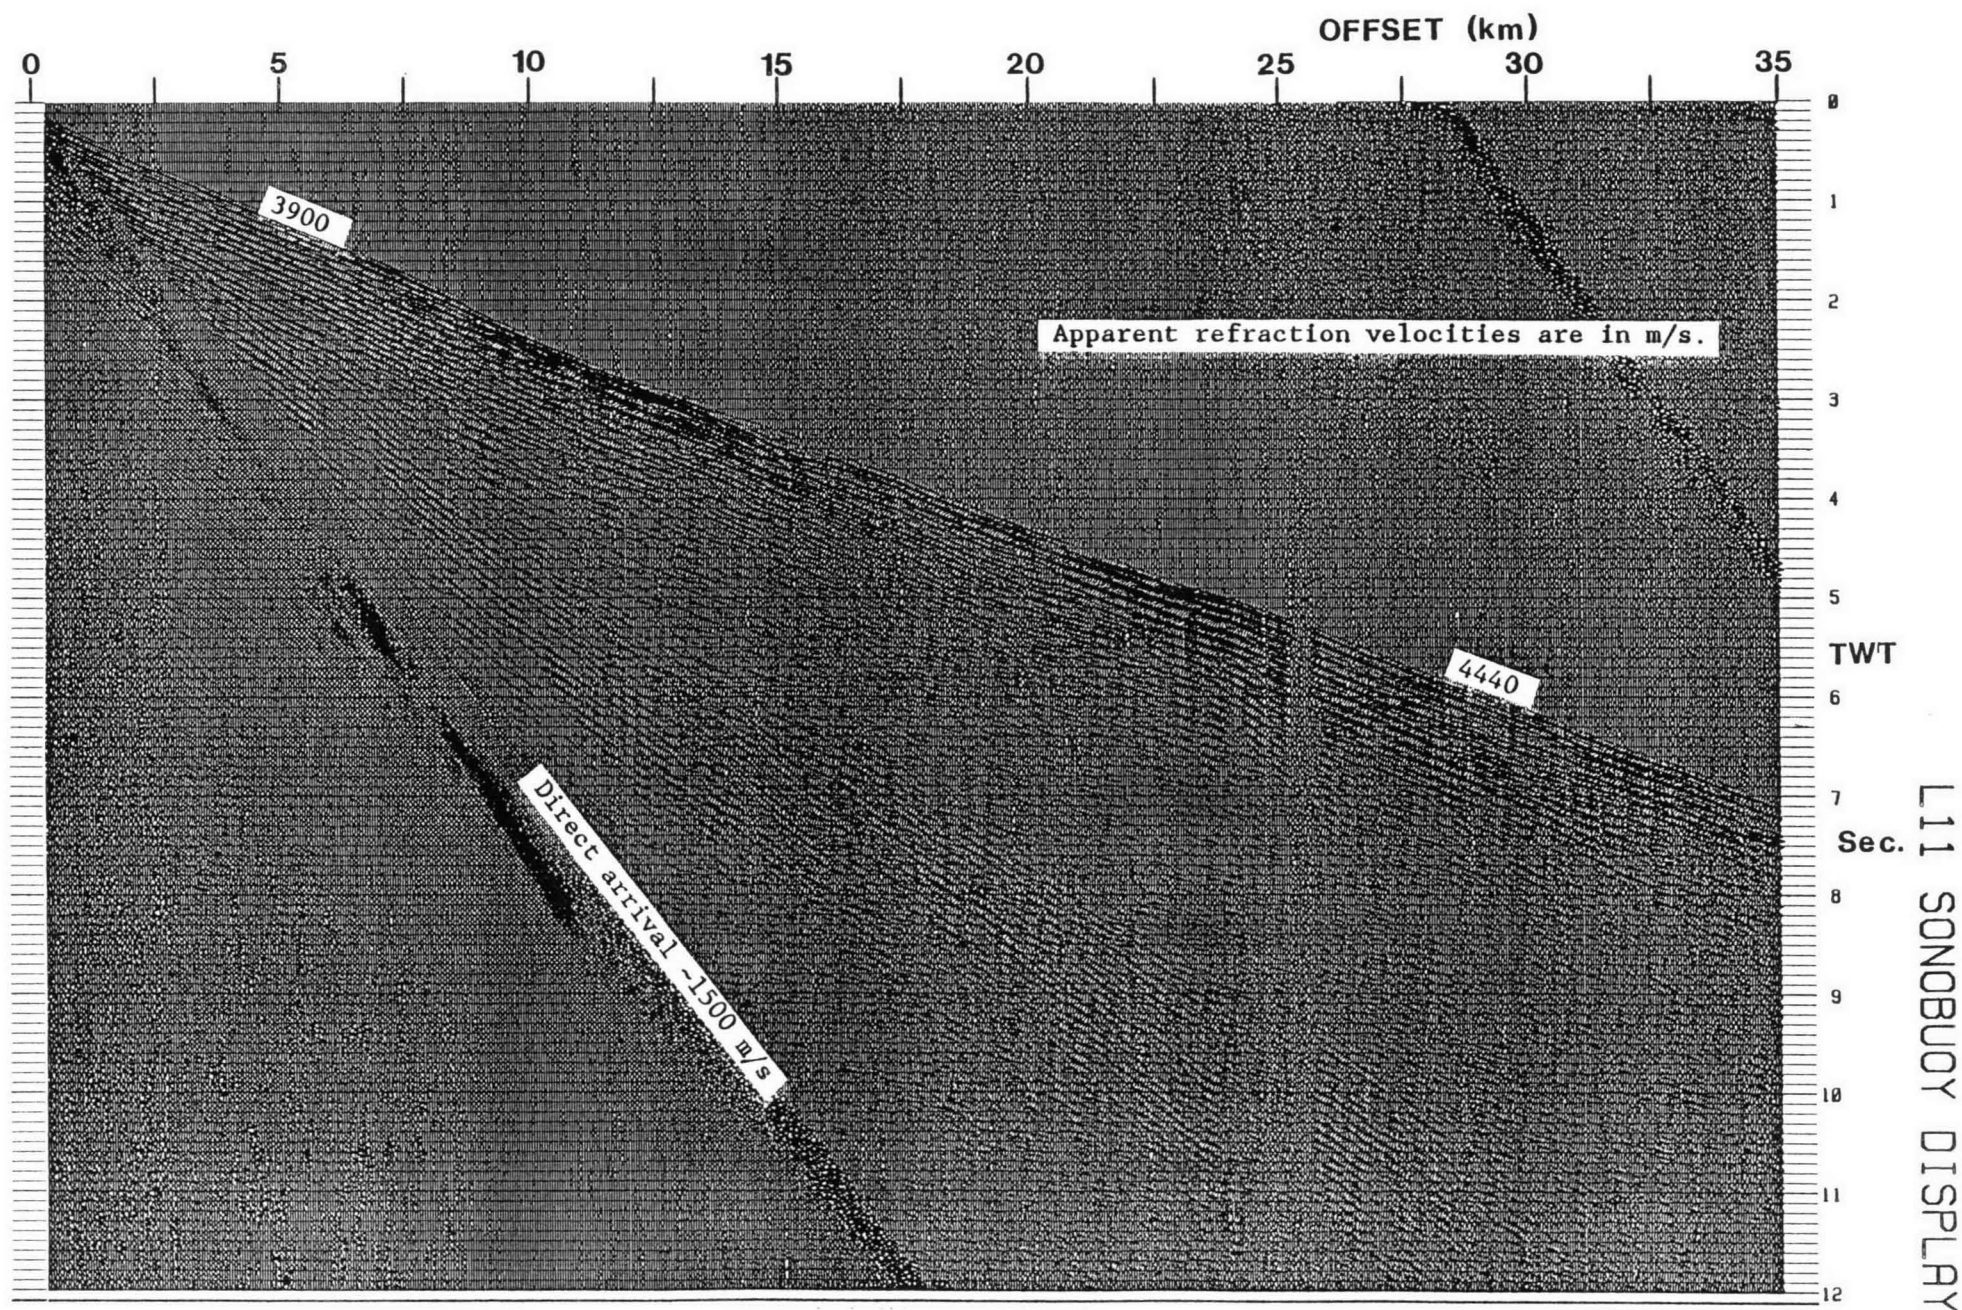 OFFSET (km)
0 5 10 15 20 25 30 35
0
1
2
3
4
5
6
7
8
9
10
11
12
TWT
Sec.
3900
Apparent refraction velocities are in m/s.
4440
Direct arrival ~1500 m/s
L11 SONOBUOY DISPLAY